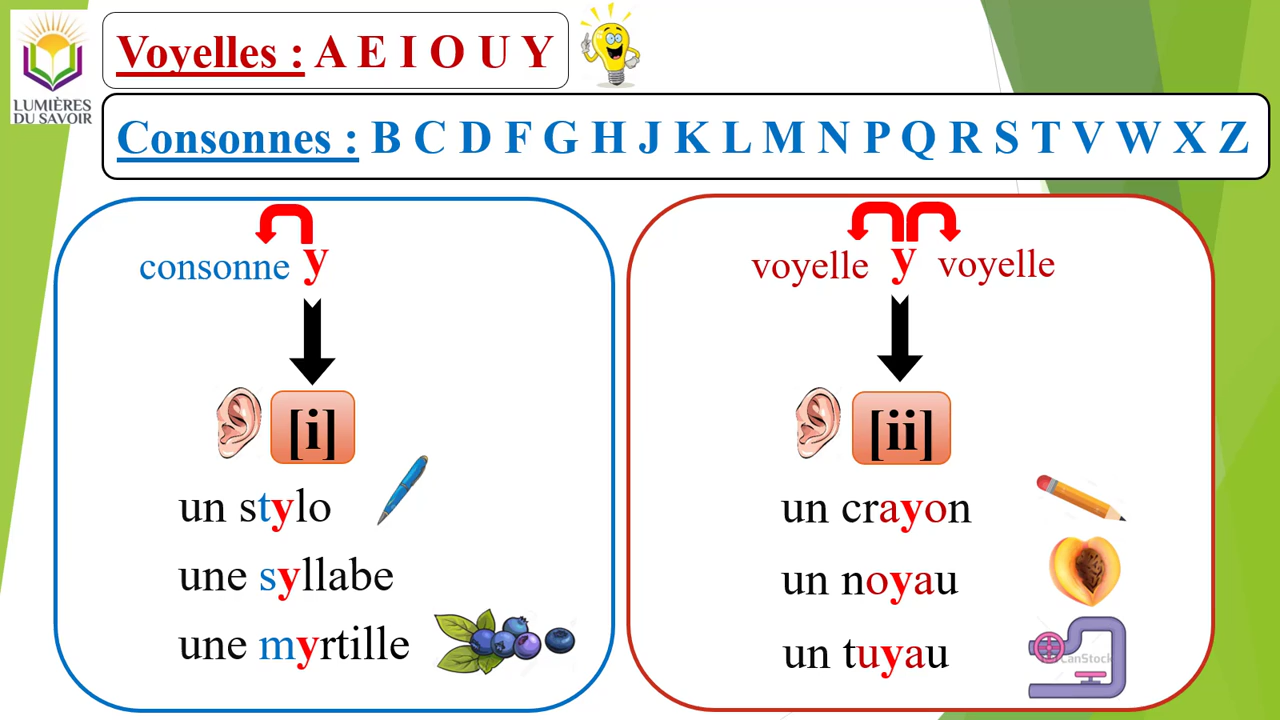 LUMIÈRES
DU SAVOIR
Voyelles : A E I O U Y
Consonnes : B C D F G H J K L M N P Q R S T V W X Z
consonne y
[i]
un stylo
une syllabe
une myrtille
voyelle y voyelle
[ii]
un crayon
un noyau
un tuyau
CanStock